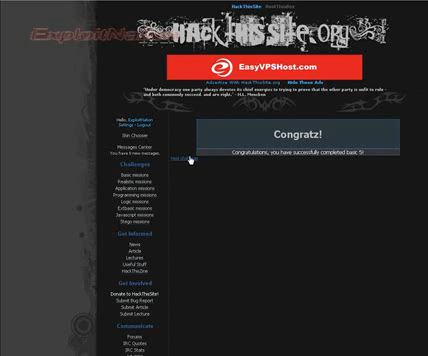 HackThisSite RootThisBox
ExploitNation
HACK THIS SITE.ORG
EasyVPSHost.com
Advertise With HackThisSite.org Hide These Ads
"Under democracy one party always devotes its chief energies to trying to prove that the other party is unfit to rule -
and both commonly succeed, and are right." - H.L. Mencken
Hello, ExploitNation
Settings - Logout
Skin Chooser
Messages Center
You have 0 new messages.
Congratz!
Congratulations, you have successfully completed basic 5!
Challenges
Basic missions
Realistic missions
Application missions
Programming missions
Logic missions
Extbasic missions
Javascript missions
Stego missions
Get Informed
News
Article
Lectures
Useful Stuff
HackThisZine
Get Involved
Donate to HackThisSite!
Submit Bug Report
Submit Article
Submit Lecture
Communicate
Forums
IRC Quotes
IRC Stats